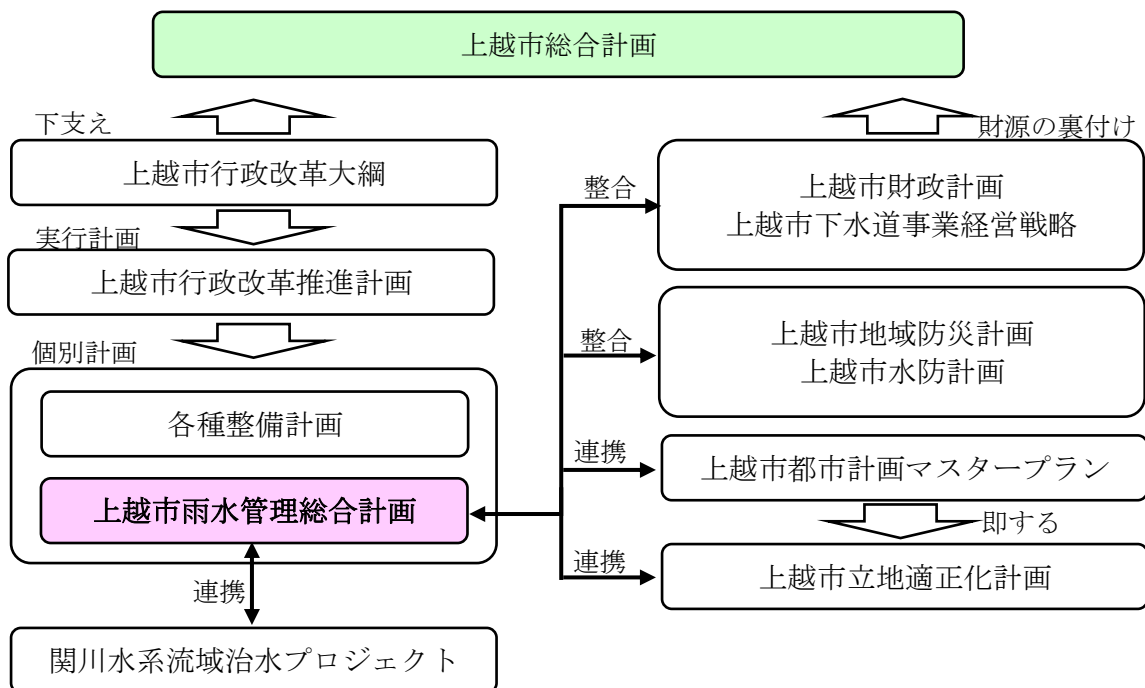 上越市総合計画
下支え
上越市行政改革大綱
実行計画
上越市行政改革推進計画
個別計画
各種整備計画
上越市雨水管理総合計画
連携
関川水系流域治水プロジェクト
財源の裏付け
整合
上越市財政計画
上越市下水道事業経営戦略
整合
上越市地域防災計画
上越市水防計画
連携
上越市都市計画マスタープラン
即する
連携
上越市立地適正化計画